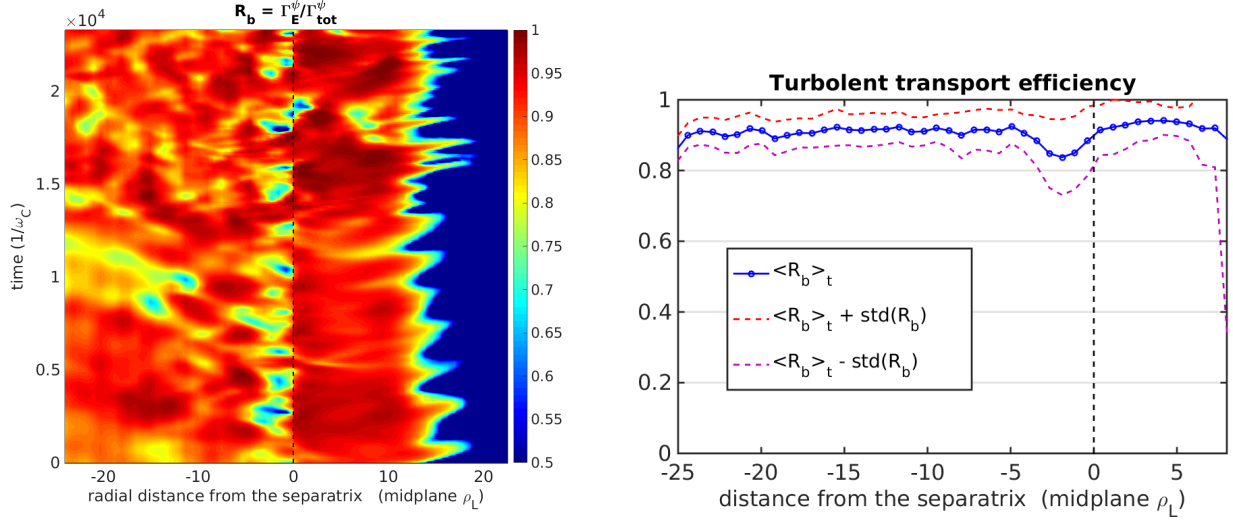 R_b = Γ_E^ψ/Γ_tot^ψ
×10^4
2
1.5
1
0.5
0
time (1/ω_C)
-20 -10 0 10 20
radial distance from the separatrix (midplane ρ_L)
1
0.95
0.9
0.85
0.8
0.75
0.7
0.65
0.6
0.55
0.5
Turbolent transport efficiency
1
0.8
0.6
0.4
0.2
0
<R_b>_t
<R_b>_t + std(R_b)
<R_b>_t - std(R_b)
-25 -20 -15 -10 -5 0 5
distance from the separatrix (midplane ρ_L)